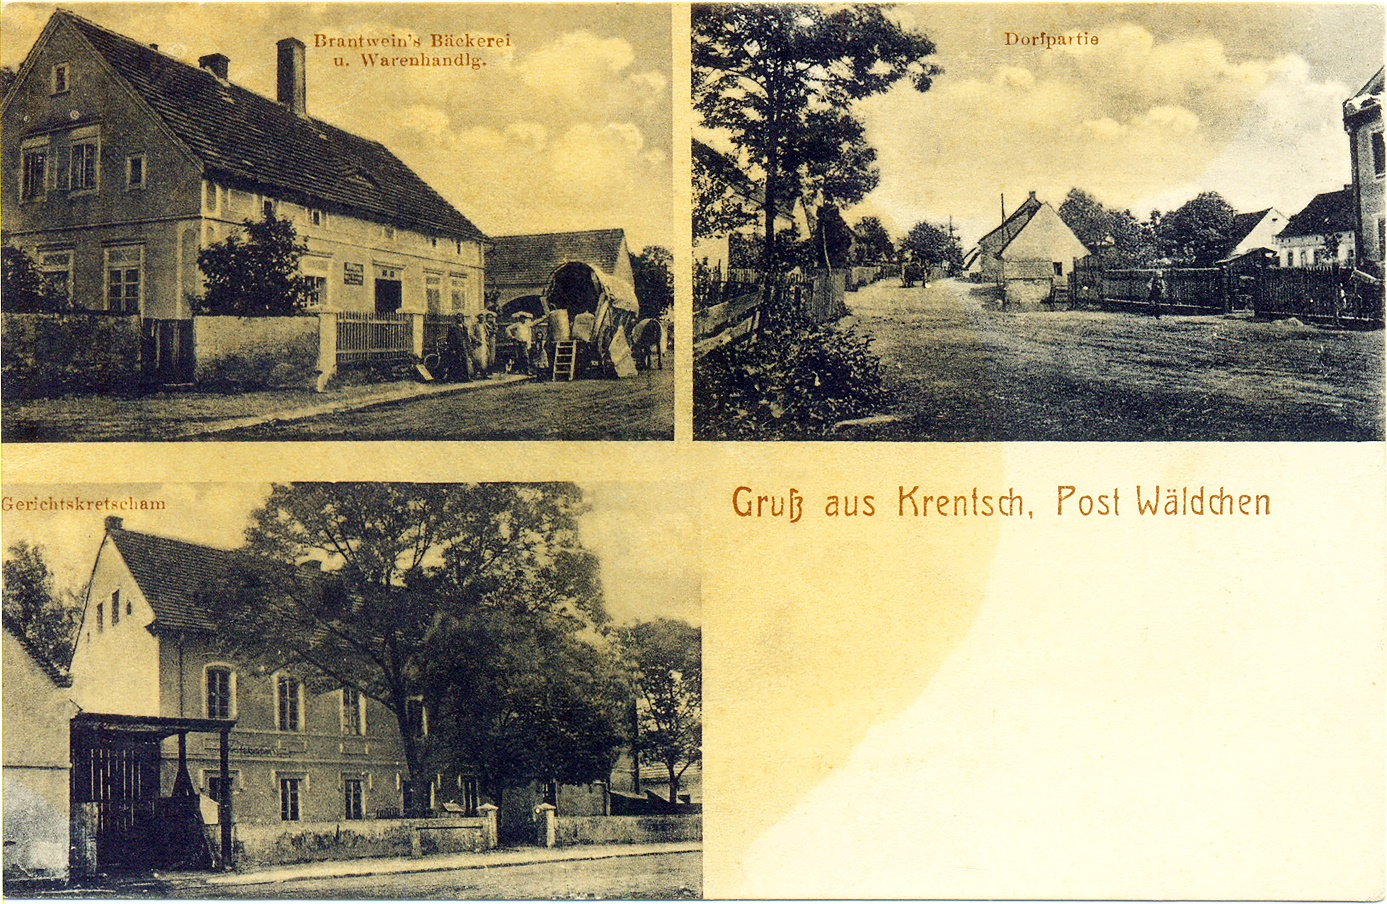 Brantwein's Bäckerei
u. Warenhandlg.
Dorfpartie
Gerichtskretscham
Gruß aus Krentsch, Post Wäldchen